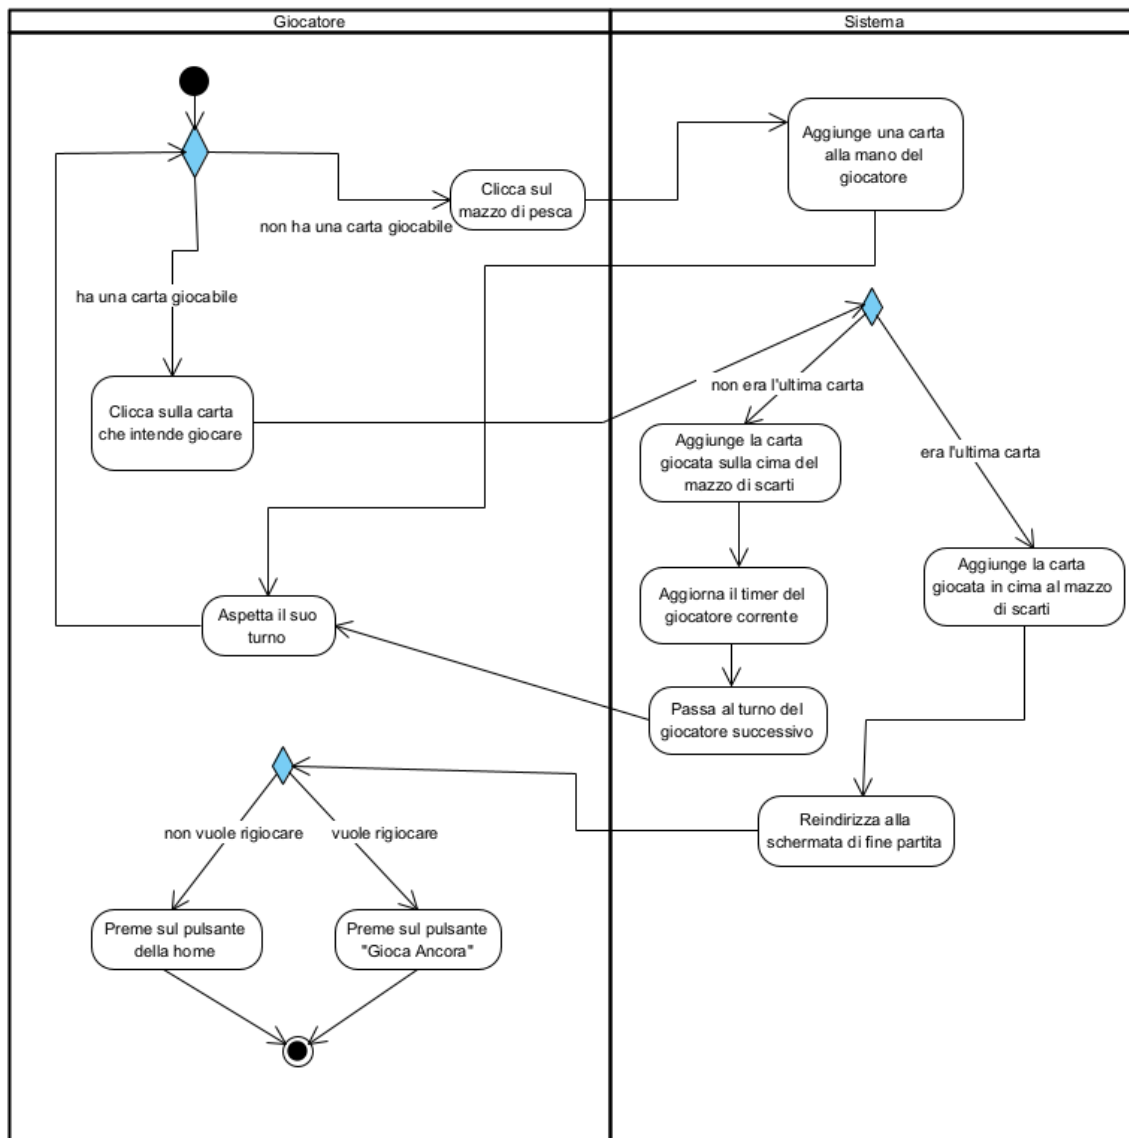 Giocatore
Sistema
Aggiunge una carta
alla mano del
giocatore
Clicca sul
mazzo di pesca
non ha una carta giocabile
ha una carta giocabile
non era l'ultima carta
Clicca sulla carta
che intende giocare
Aggiunge la carta
giocata sulla cima del
mazzo di scarti
era l'ultima carta
Aggiunge la carta
giocata in cima al mazzo
di scarti
Aggiorna il timer del
giocatore corrente
Aspetta il suo
turno
Passa al turno del
giocatore successivo
Reindirizza alla
schermata di fine partita
non vuole rigiocare
vuole rigiocare
Preme sul pulsante
della home
Preme sul pulsante
"Gioca Ancora"